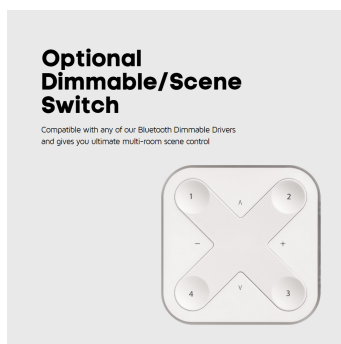 Optional
Dimmable/Scene
Switch
Compatible with any of our Bluetooth Dimmable Drivers
and gives you ultimate multi-room scene control
1
∧
2
−
+
4
∨
3